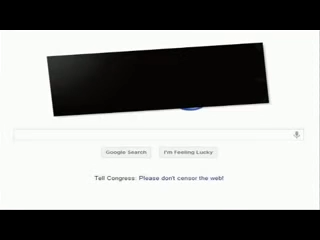 Google Search
I'm Feeling Lucky
Tell Congress: Please don't censor the web!